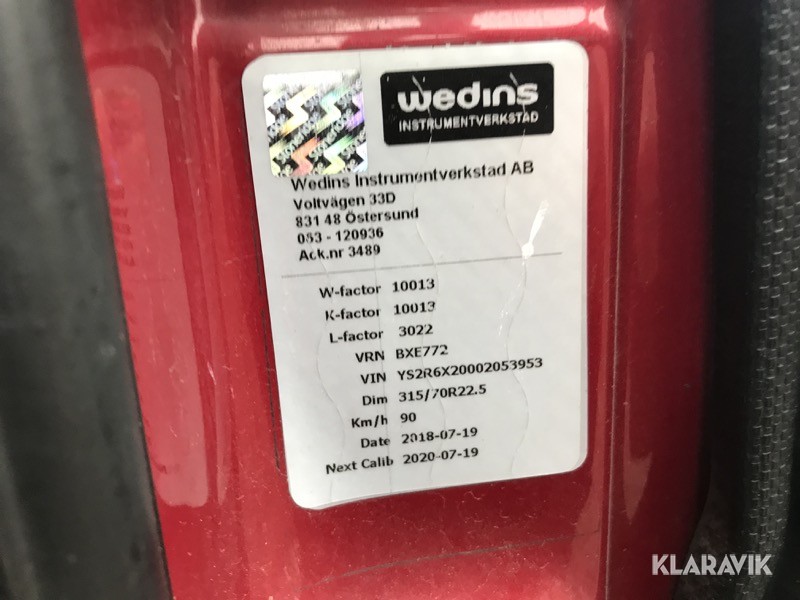 wedins
INSTRUMENTVERKSTAD
Wedins Instrumentverkstad AB
Voltvägen 33D
831 48 Östersund
063 - 120936
Ack.nr 3489
W-factor 10013
K-factor 10013
L-factor 3022
VRN BXE772
VIN YS2R6X20002053953
Dim 315/70R22.5
Km/h 90
Date 2018-07-19
Next Calib 2020-07-19
KLARAVIK